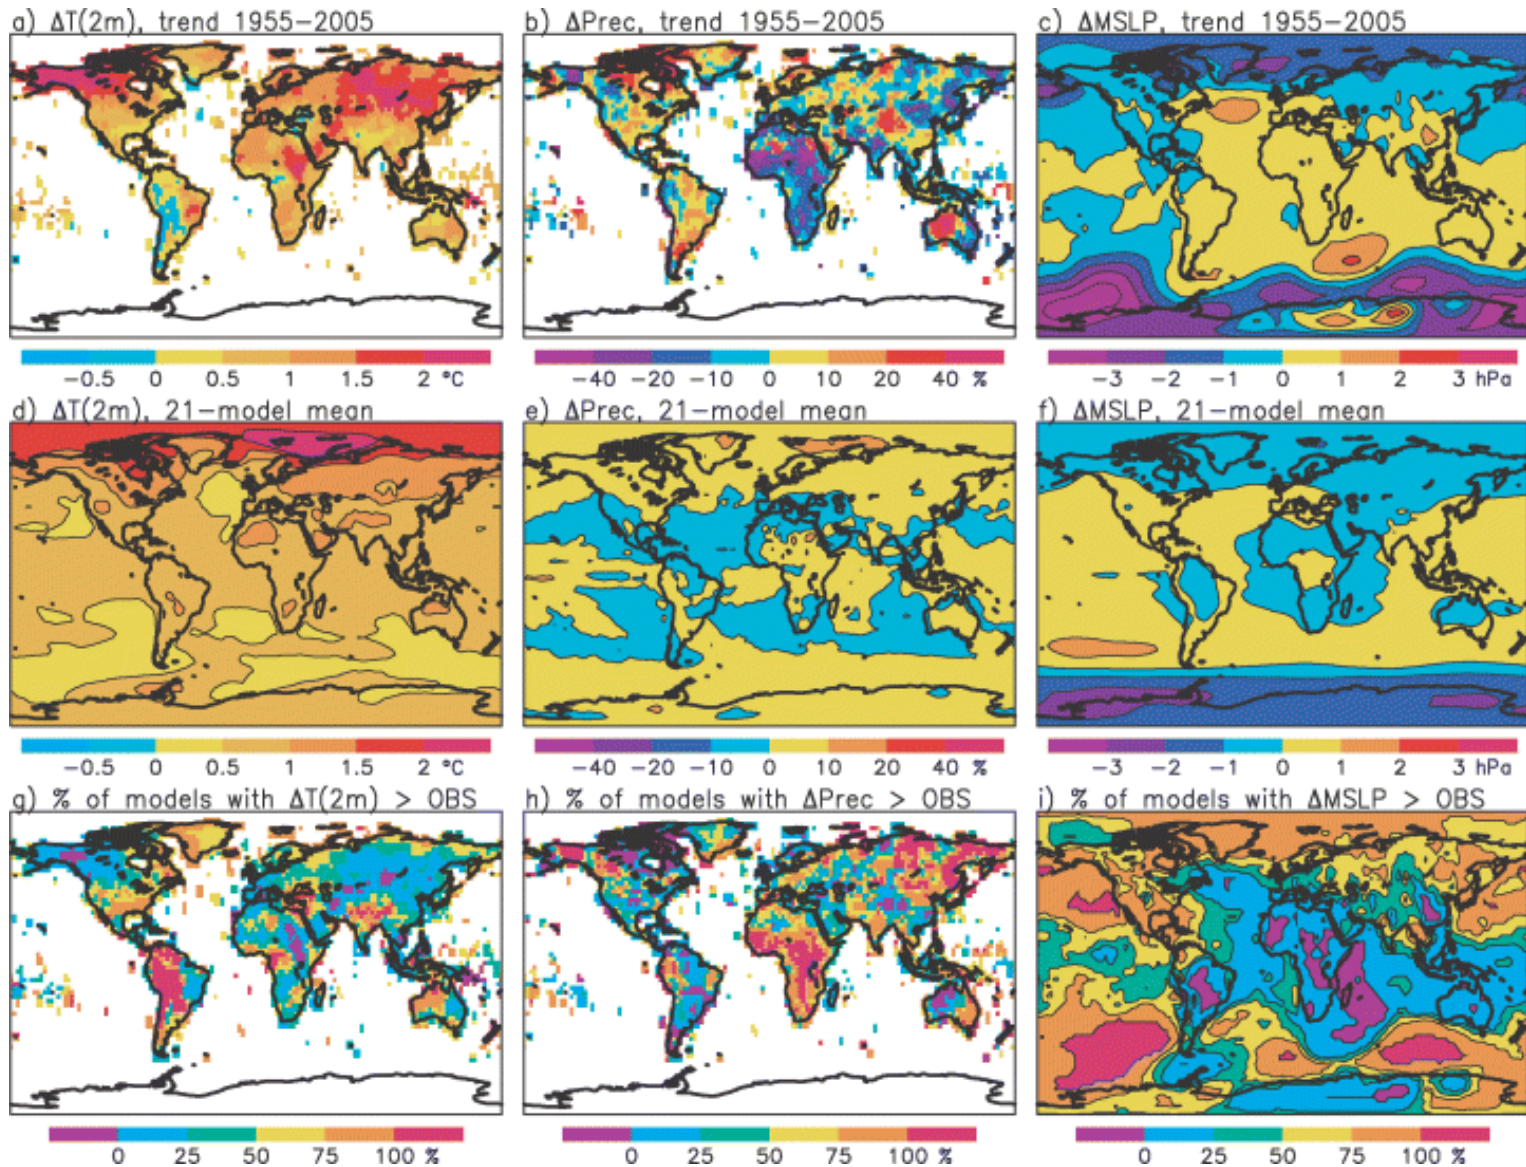 a) ΔT(2m), trend 1955−2005
b) ΔPrec, trend 1955−2005
c) ΔMSLP, trend 1955−2005
−0.5 0 0.5 1 1.5 2 ºC
−40 −20 −10 0 10 20 40 %
−3 −2 −1 0 1 2 3 hPa
d) ΔT(2m), 21−model mean
e) ΔPrec, 21−model mean
f) ΔMSLP, 21−model mean
−0.5 0 0.5 1 1.5 2 ºC
−40 −20 −10 0 10 20 40 %
−3 −2 −1 0 1 2 3 hPa
g) % of models with ΔT(2m) > OBS
h) % of models with ΔPrec > OBS
i) % of models with ΔMSLP > OBS
0 25 50 75 100 %
0 25 50 75 100 %
0 25 50 75 100 %